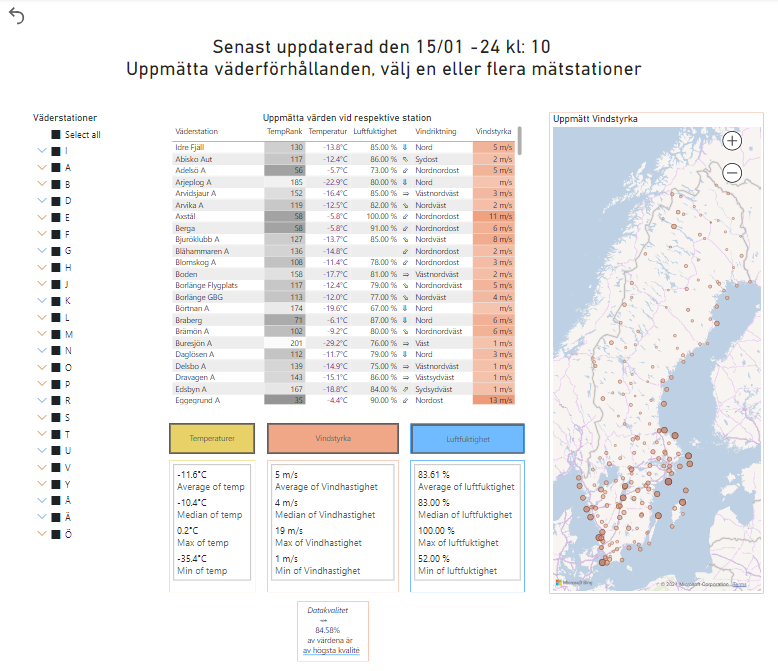 Senast uppdaterad den 15/01 -24 kl: 10
Uppmätta väderförhållanden, välj en eller flera mätstationer
Väderstationer
Select all
I
A
B
D
E
F
G
H
J
K
L
M
N
O
P
R
S
T
U
V
Y
Å
Ä
Ö
Uppmätta värden vid respektive station
Väderstation TempRank Temperatur Luftfuktighet Vindriktning Vindstyrka
Idre Fjäll 130 -13.8°C 85.00 % ⇓ Nord 5 m/s
Abisko Aut 117 -12.4°C 86.00 % ⇖ Sydost 2 m/s
Adelsö A 56 -5.7°C 73.00 % ⇙ Nordnordost 5 m/s
Arjeplog A 185 -22.9°C 80.00 % ⇓ Nord m/s
Arvidsjaur A 152 -16.4°C 85.00 % ⇒ Västnordväst 3 m/s
Arvika A 119 -12.5°C 82.00 % ⇘ Nordväst 2 m/s
Axstål 58 -5.8°C 100.00 % ⇙ Nordnordost 11 m/s
Berga 58 -5.8°C 91.00 % ⇙ Nordnordost 6 m/s
Bjuröklubb A 127 -13.7°C 85.00 % ⇘ Nordväst 8 m/s
Blåhammaren A 136 -14.8°C ⇙ Nordnordost m/s
Blomskog A 106 -11.4°C 78.00 % ⇙ Nordnordost 3 m/s
Boden 158 -17.7°C 81.00 % ⇒ Västnordväst 2 m/s
Borlänge Flygplats 117 -12.4°C 79.00 % ⇘ Nordnordväst 5 m/s
Borlänge GBG 113 -12.0°C 77.00 % ⇘ Nordväst 4 m/s
Börtnan A 174 -19.6°C 87.00 % ⇓ Nord m/s
Braberg 71 -6.1°C 67.00 % ⇓ Nord 6 m/s
Brämön A 102 -9.2°C 80.00 % ⇘ Nordnordväst 6 m/s
Buresjön A 201 -29.2°C 76.00 % ⇒ Väst 1 m/s
Daglösen A 112 -11.7°C 79.00 % ⇓ Nord 3 m/s
Delsbo A 139 -14.9°C 75.00 % ⇒ Västnordväst 1 m/s
Dravagen A 143 -15.1°C 86.00 % ⇒ Västsydväst 1 m/s
Edsbyn A 167 -18.8°C 84.00 % ⇗ Sydsydväst 1 m/s
Eggegrund A 35 -4.4°C 90.00 % ⇙ Nordost 13 m/s
Temperaturer
Vindstyrka
Luftfuktighet
-11.6°C
Average of temp
-10.4°C
Median of temp
0.2°C
Max of temp
-35.4°C
Min of temp
5 m/s
Average of Vindhastighet
4 m/s
Median of Vindhastighet
19 m/s
Max of Vindhastighet
1 m/s
Min of Vindhastighet
83.61 %
Average of luftfuktighet
83.00 %
Median of luftfuktighet
100.00 %
Max of luftfuktighet
52.00 %
Min of luftfuktighet
Datakvalitet
⇝
84.58%
av värdena är
av högsta kvalité
Uppmätt Vindstyrka
Microsoft Bing
© 2024 Microsoft Corporation Terms